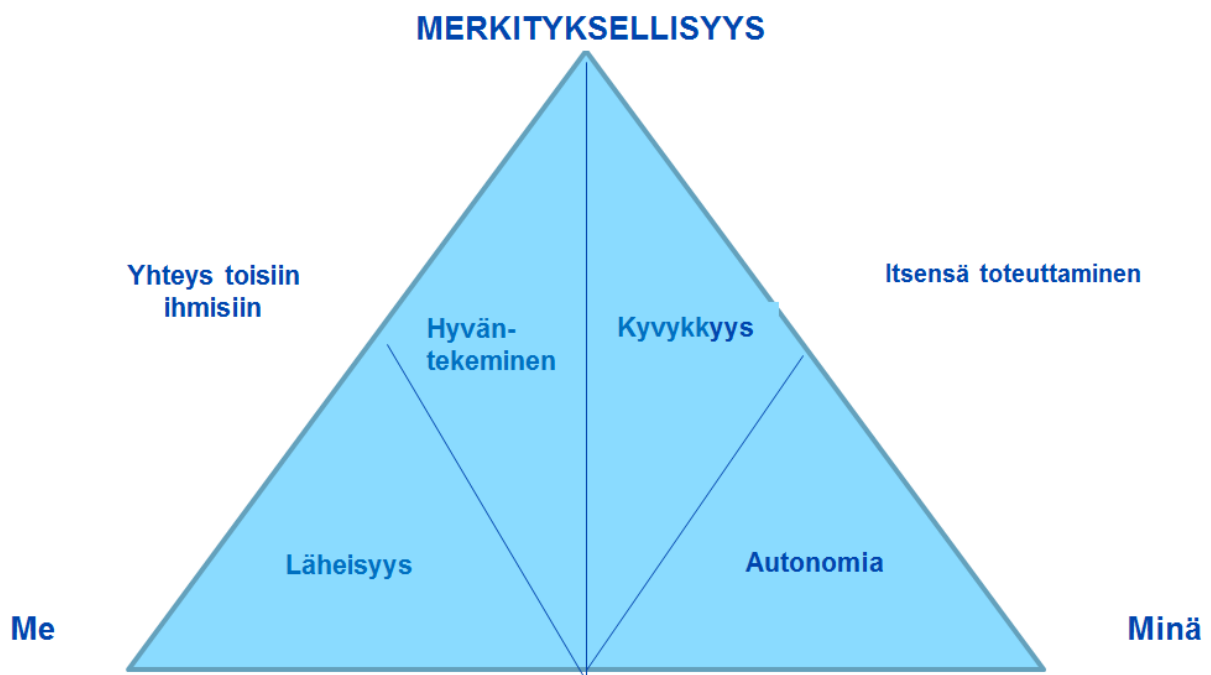 MERKITYKSELLISYYS
Yhteys toisiin
ihmisiin
Itsensä toteuttaminen
Hyvän-
tekeminen
Kyvykkyys
Läheisyys
Autonomia
Me
Minä